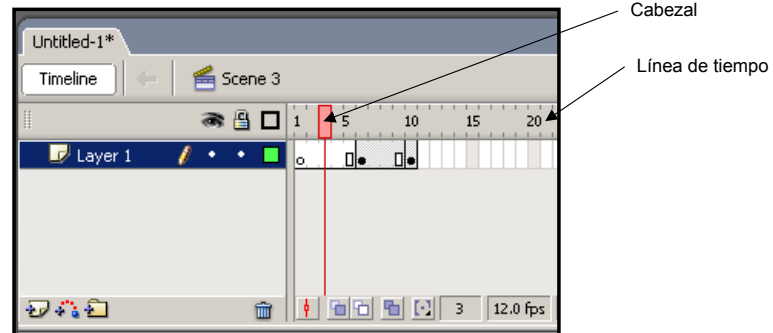 Cabezal
Untitled-1*
Línea de tiempo
Timeline Scene 3
1 5 10 15 20
Layer 1
3 12.0 fps